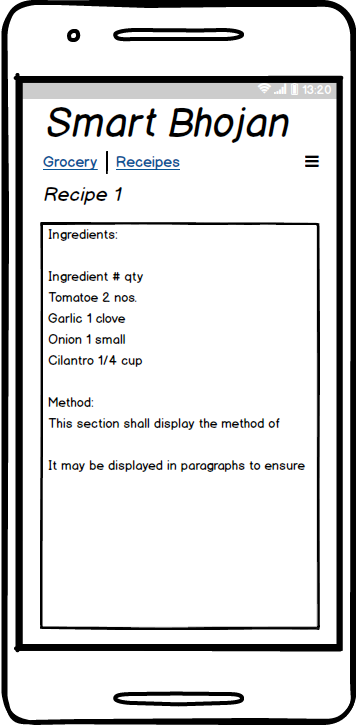 13:20
Smart Bhojan
Grocery | Receipes
Recipe 1
Ingredients:
Ingredient # qty
Tomatoe 2 nos.
Garlic 1 clove
Onion 1 small
Cilantro 1/4 cup
Method:
This section shall display the method of
It may be displayed in paragraphs to ensure